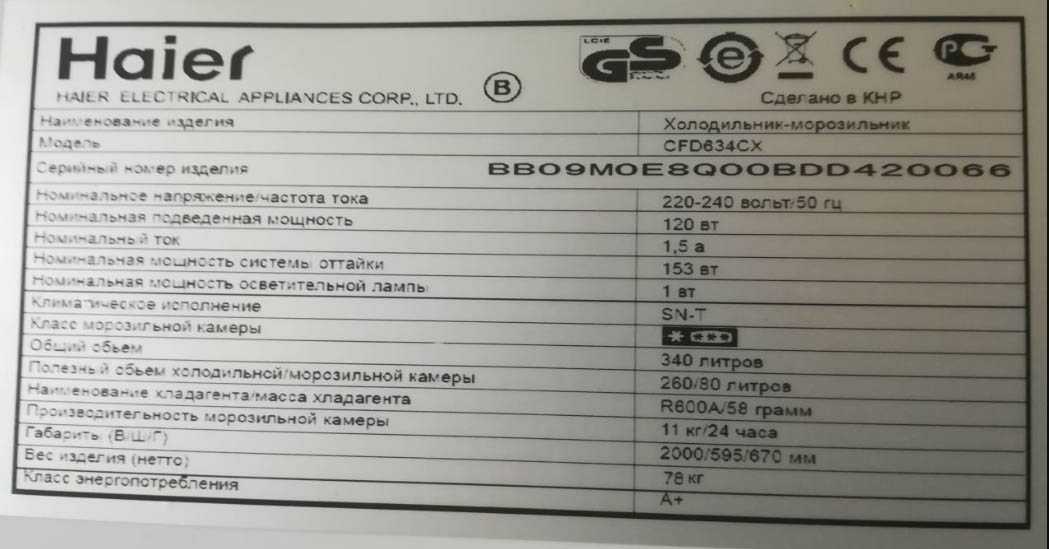 Haier
HAIER ELECTRICAL APPLIANCES CORP., LTD.
B
LCIE
GS
e
CE
РСТ
АЯ46
Сделано в КНР
Наименование изделия Холодильник-морозильник
Модель CFD634CX
Серийный номер изделия BB09M0E8Q00BDD420066
Номинальное напряжение/частота тока 220-240 вольт/50 гц
Номинальная подведенная мощность 120 вт
Номинальный ток 1,5 а
Номинальная мощность системы оттайки 153 вт
Номинальная мощность осветительной лампы 1 вт
Климатическое исполнение SN-T
Класс морозильной камеры * ***
Общий объем 340 литров
Полезный объем холодильной/морозильной камеры 260/80 литров
Наименование хладагента/масса хладагента R600A/58 грамм
Производительность морозильной камеры 11 кг/24 часа
Габариты (В/Ш/Г) 2000/595/670 мм
Вес изделия (нетто) 78 кг
Класс энергопотребления A+